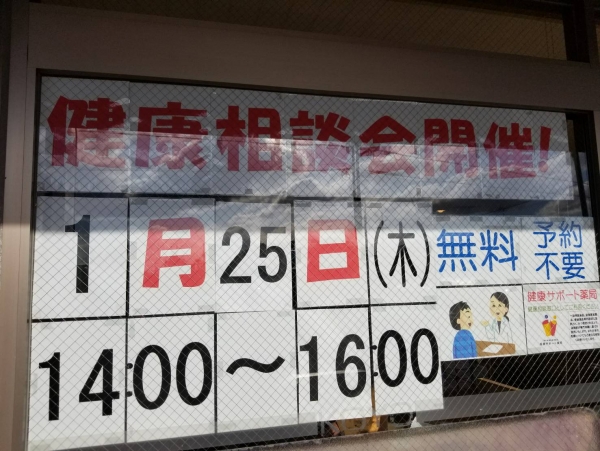 健康相談会開催!
1月25日(木)
無料
予約
不要
14:00～16:00
健康サポート薬局